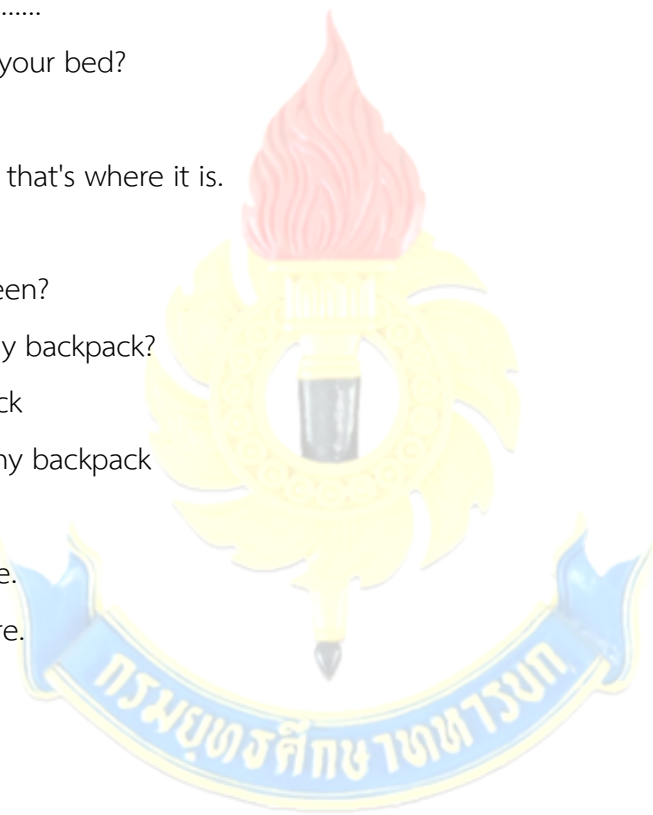 ......
your bed?
that's where it is.
een?
y backpack?
ck
ny backpack
e.
re.
กรมยุทธศึกษาทหารบก